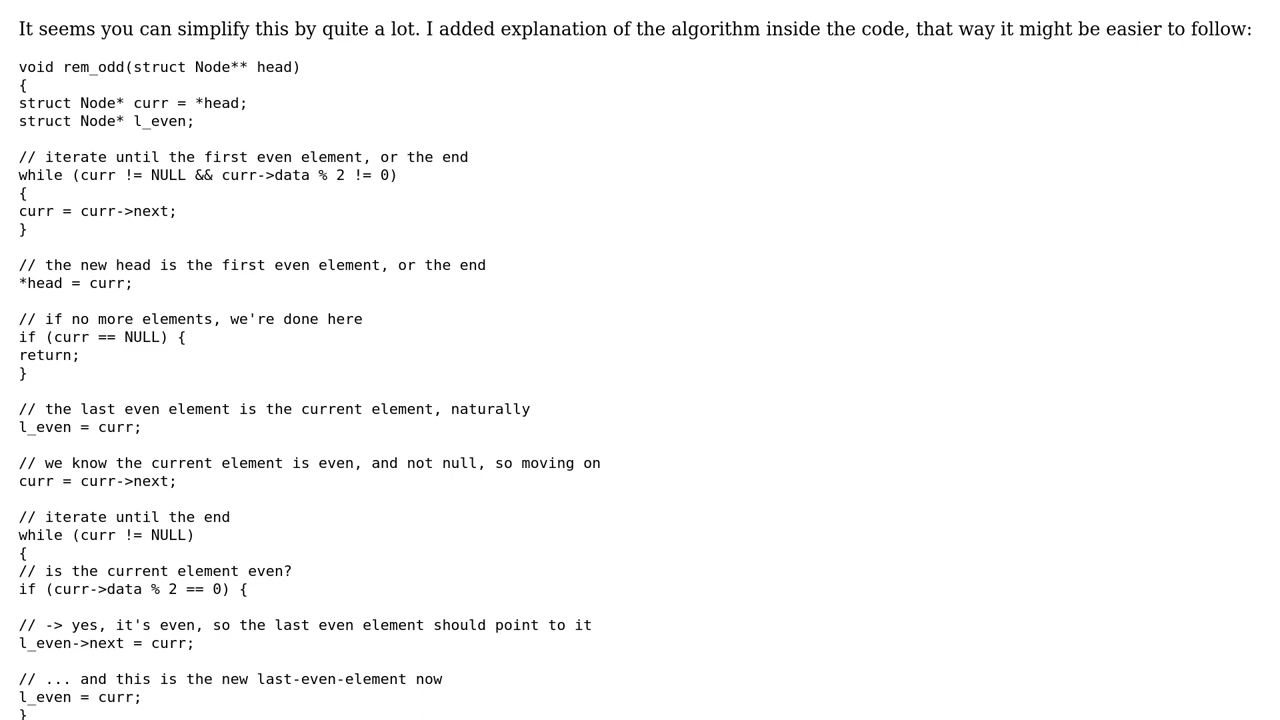 It seems you can simplify this by quite a lot. I added explanation of the algorithm inside the code, that way it might be easier to follow:
void rem_odd(struct Node** head)
{
struct Node* curr = *head;
struct Node* l_even;
// iterate until the first even element, or the end
while (curr != NULL && curr->data % 2 != 0)
{
curr = curr->next;
}
// the new head is the first even element, or the end
*head = curr;
// if no more elements, we're done here
if (curr == NULL) {
return;
}
// the last even element is the current element, naturally
l_even = curr;
// we know the current element is even, and not null, so moving on
curr = curr->next;
// iterate until the end
while (curr != NULL)
{
// is the current element even?
if (curr->data % 2 == 0) {
// -> yes, it's even, so the last even element should point to it
l_even->next = curr;
// ... and this is the new last-even-element now
l_even = curr;
}